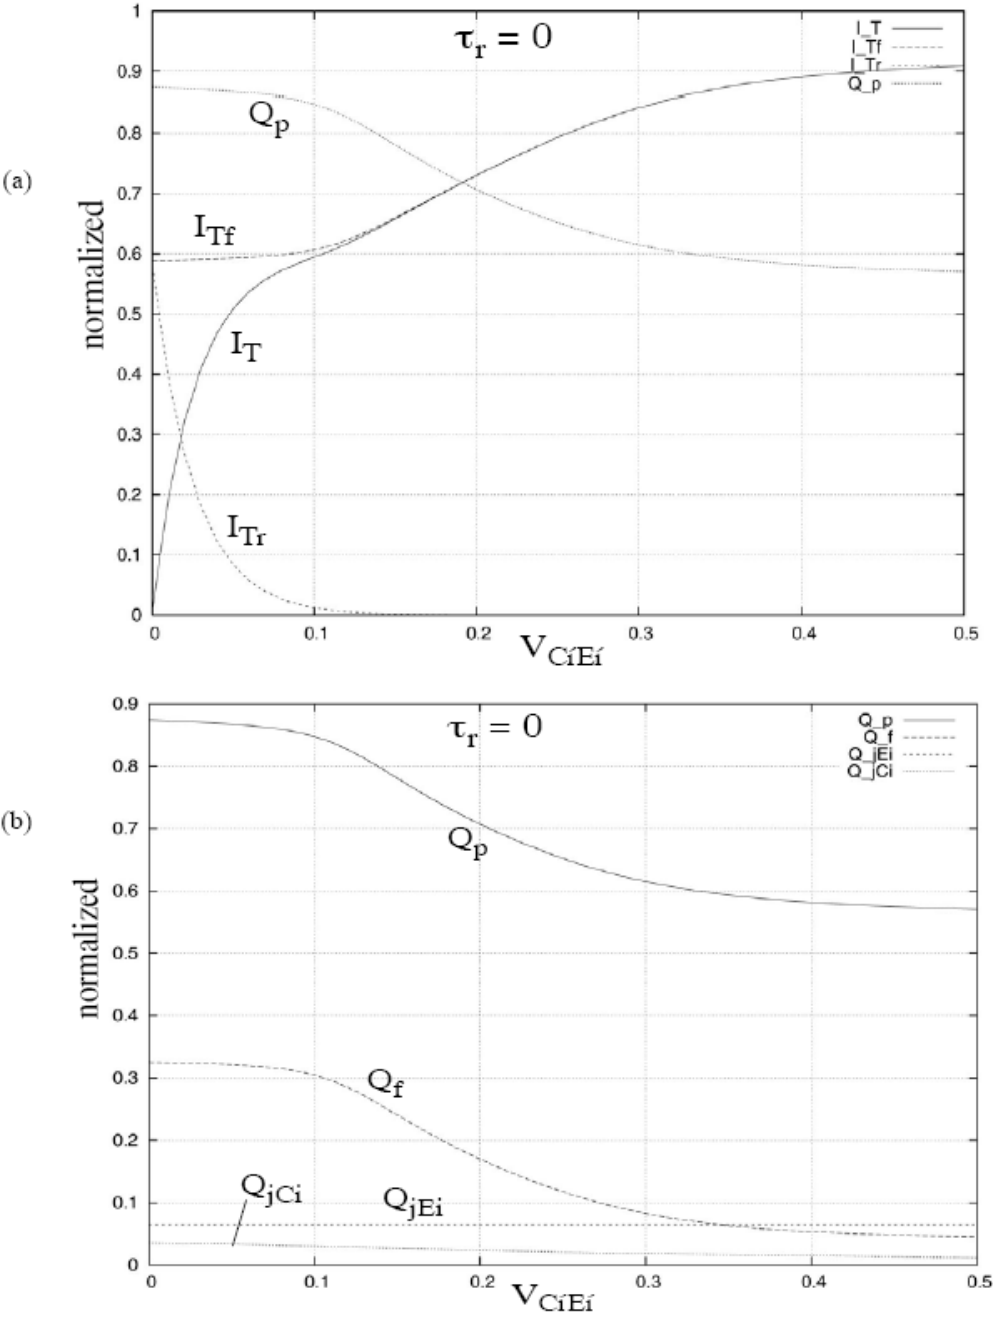 (a)
normalized
τr = 0
I_T
I_Tf
I_Tr
Q_p
1
0.9
0.8
0.7
0.6
0.5
0.4
0.3
0.2
0.1
0
Qp
ITf
IT
ITr
0 0.1 0.2 0.3 0.4 0.5
VCíEí
(b)
normalized
τr = 0
Q_p
Q_f
Q_jEi
Q_jCi
0.9
0.8
0.7
0.6
0.5
0.4
0.3
0.2
0.1
0
Qp
Qf
QjCi
QjEi
0 0.1 0.2 0.3 0.4 0.5
VCíEí